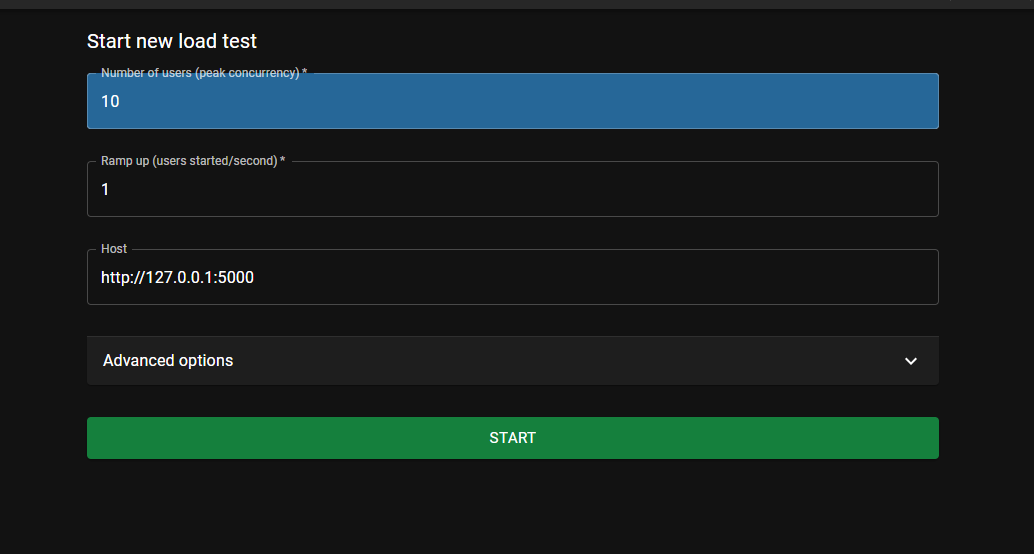 Start new load test
Number of users (peak concurrency) *
10
Ramp up (users started/second) *
1
Host
http://127.0.0.1:5000
Advanced options
START